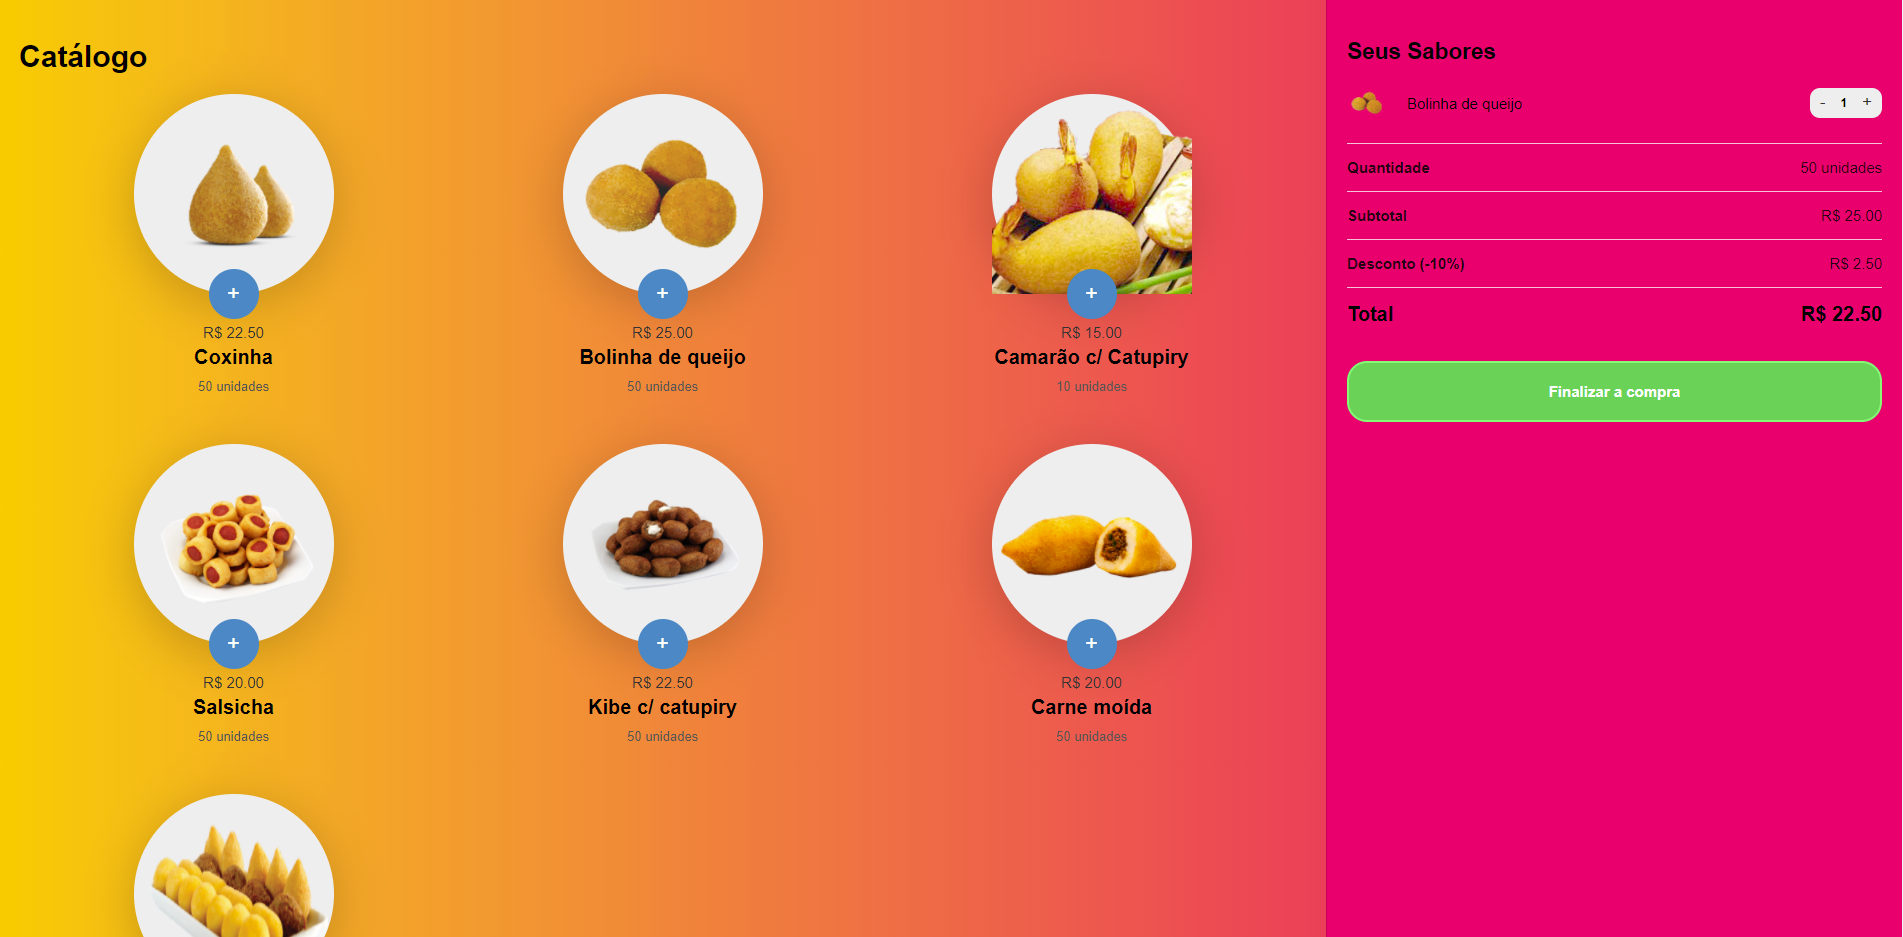 Catálogo
+
R$ 22.50
Coxinha
50 unidades
+
R$ 25.00
Bolinha de queijo
50 unidades
+
R$ 15.00
Camarão c/ Catupiry
10 unidades
+
R$ 20.00
Salsicha
50 unidades
+
R$ 22.50
Kibe c/ catupiry
50 unidades
+
R$ 20.00
Carne moída
50 unidades
Seus Sabores
Bolinha de queijo - 1 +
Quantidade 50 unidades
Subtotal R$ 25.00
Desconto (-10%) R$ 2.50
Total R$ 22.50
Finalizar a compra